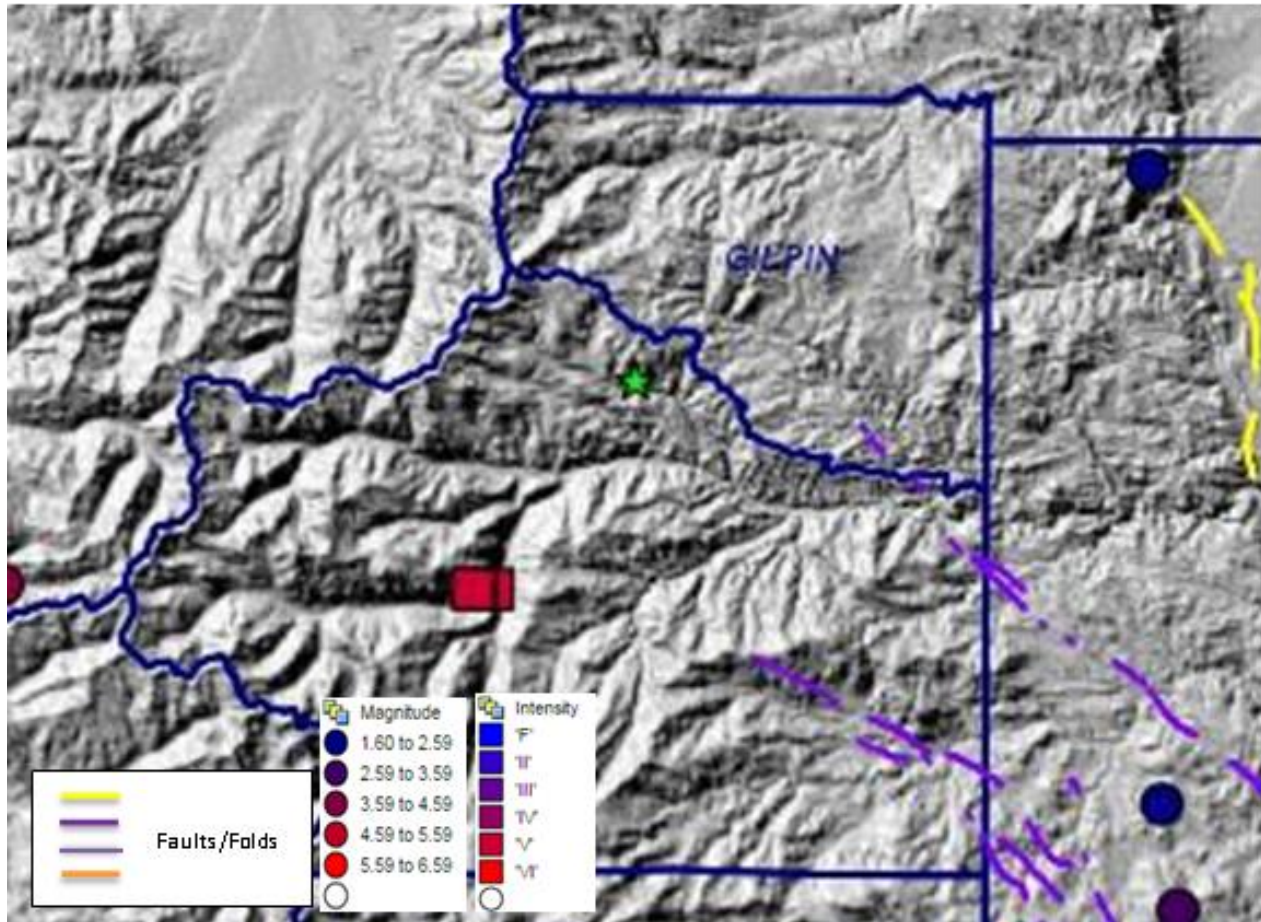 GILPIN
Faults/Folds
Magnitude
1.60 to 2.59
2.59 to 3.59
3.59 to 4.59
4.59 to 5.59
5.59 to 6.59
Intensity
'F'
'II'
'III'
'IV'
'V'
'VI'